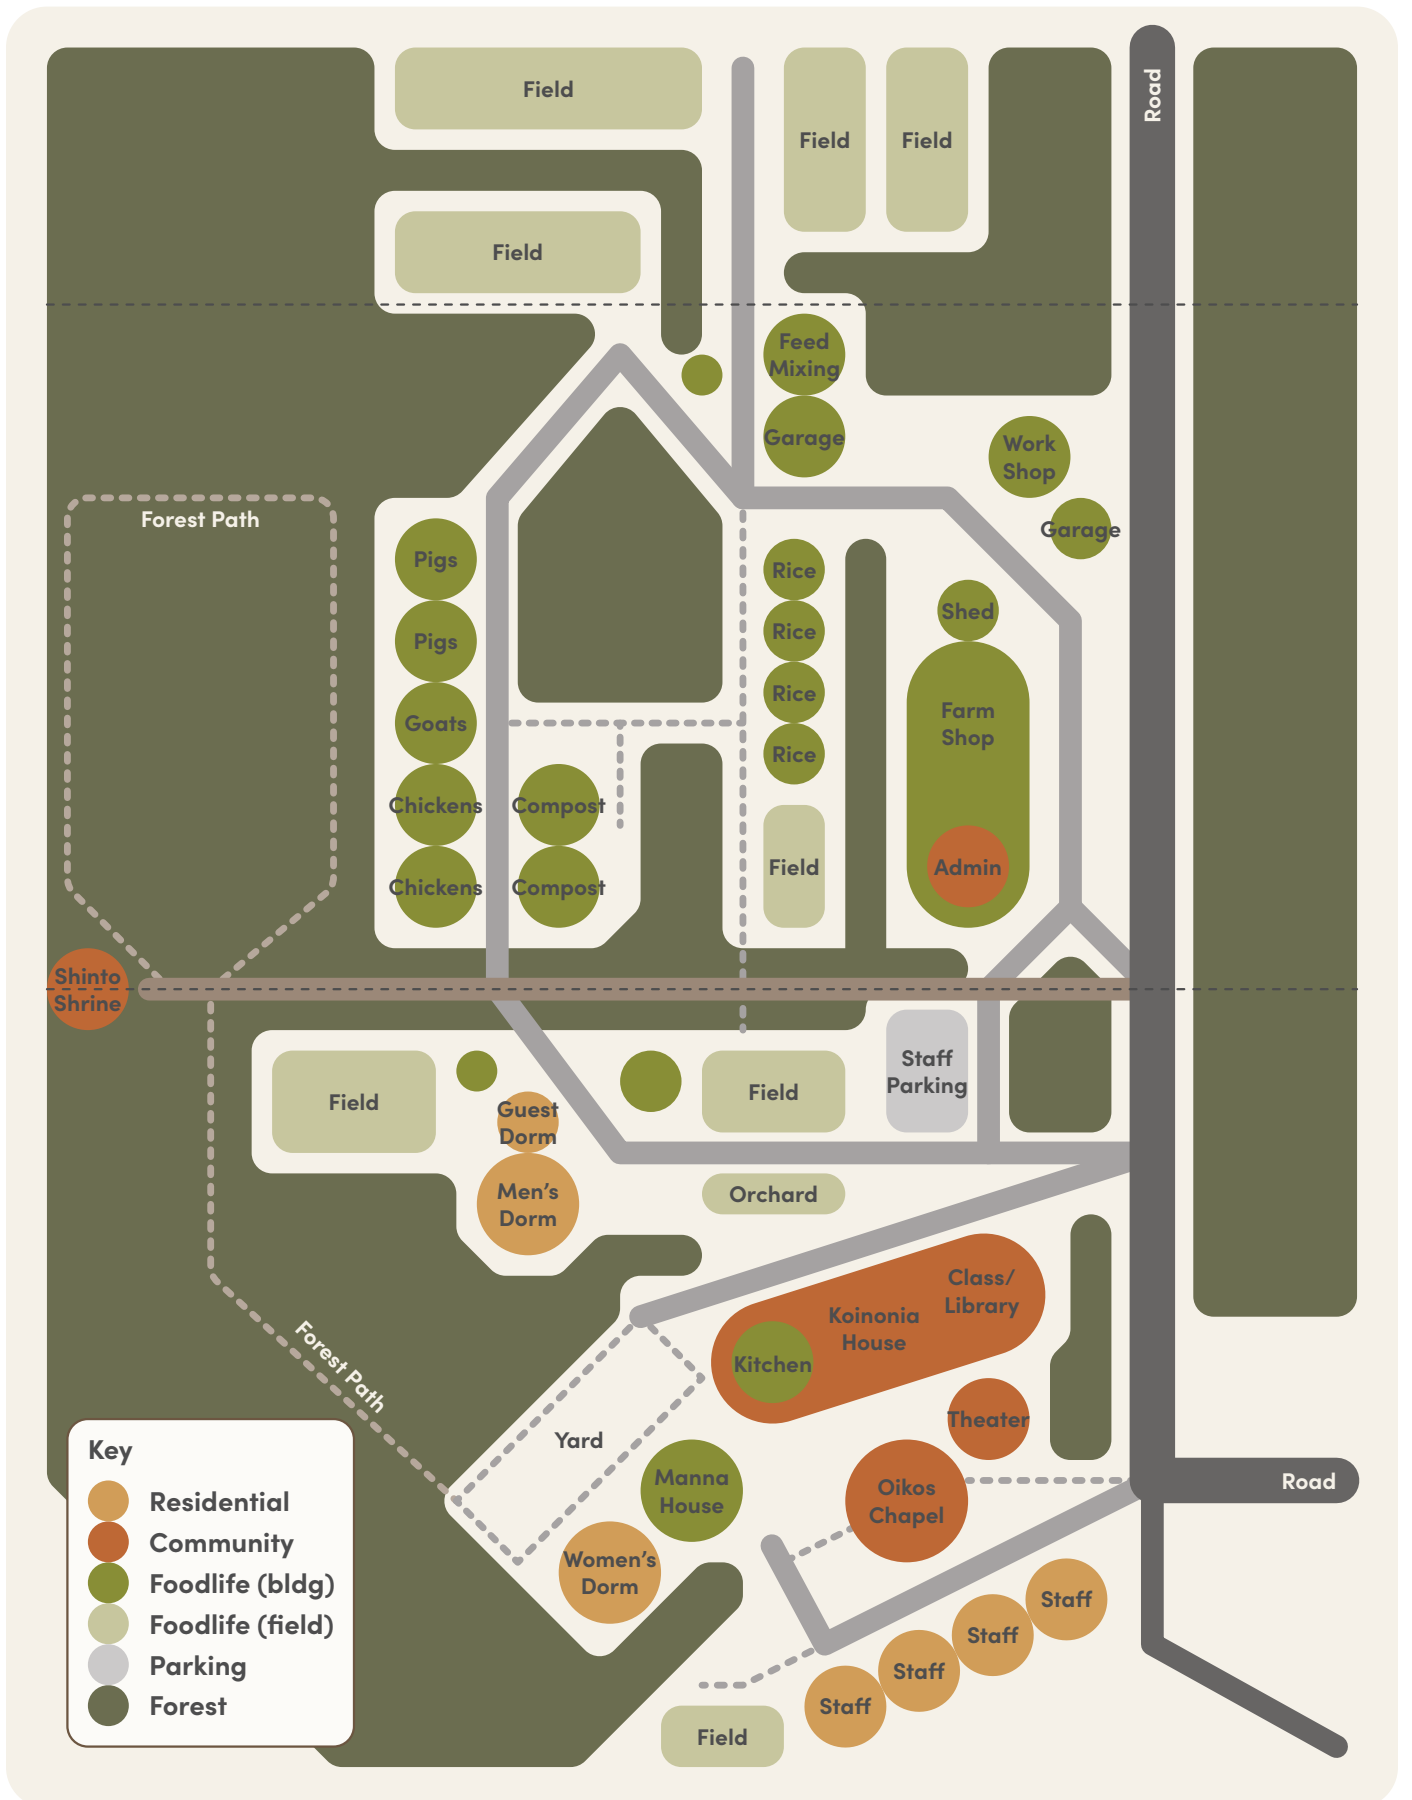 Field
Road
Field
Field
Field
Feed
Mixing
Garage
Work
Shop
Garage
Forest Path
Pigs
Rice
Shed
Pigs
Rice
Rice
Goats
Farm
Shop
Rice
Chickens
Compost
Field
Admin
Chickens
Compost
Shinto
Shrine
Staff
Parking
Field
Field
Guest
Dorm
Men’s
Dorm
Orchard
Class/
Library
Koinonia
House
Kitchen
Forest Path
Theater
Yard
Manna
House
Oikos
Chapel
Road
Women’s
Dorm
Staff
Staff
Staff
Staff
Field
Key
Residential
Community
Foodlife (bldg)
Foodlife (field)
Parking
Forest